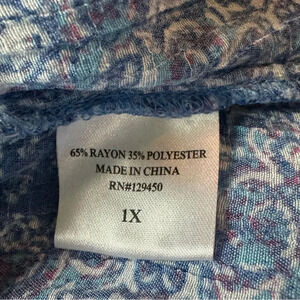 65% RAYON 35% POLYESTER
MADE IN CHINA
RN#129450
1X